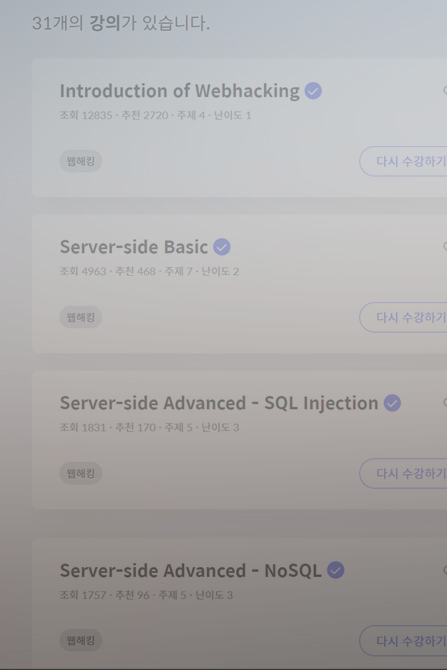 31개의 강의가 있습니다.
Introduction of Webhacking
조회 12835 · 추천 2720 · 주제 4 · 난이도 1
웹해킹
다시 수강하기
Server-side Basic
조회 4963 · 추천 468 · 주제 7 · 난이도 2
웹해킹
다시 수강하기
Server-side Advanced - SQL Injection
조회 1831 · 추천 170 · 주제 5 · 난이도 3
웹해킹
다시 수강하기
Server-side Advanced - NoSQL
조회 1757 · 추천 96 · 주제 5 · 난이도 3
웹해킹
다시 수강하기